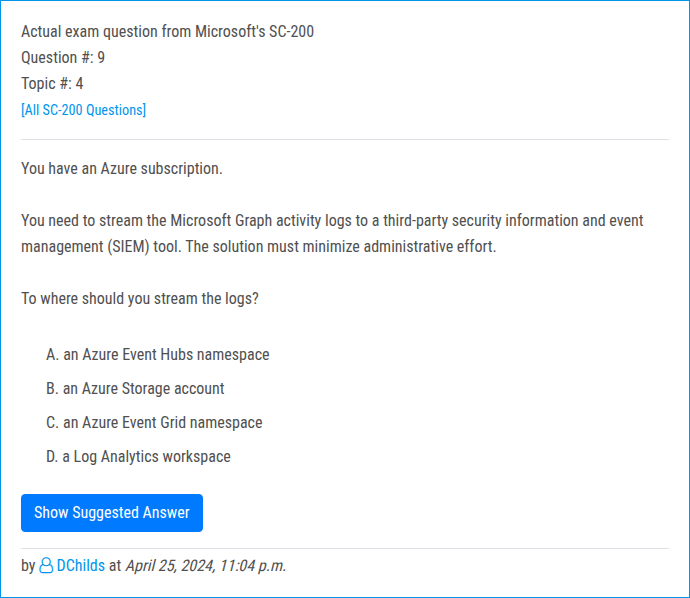 Actual exam question from Microsoft's SC-200
Question #: 9
Topic #: 4
[All SC-200 Questions]
You have an Azure subscription.
You need to stream the Microsoft Graph activity logs to a third-party security information and event
management (SIEM) tool. The solution must minimize administrative effort.
To where should you stream the logs?
A. an Azure Event Hubs namespace
B. an Azure Storage account
C. an Azure Event Grid namespace
D. a Log Analytics workspace
Show Suggested Answer
by DChilds at April 25, 2024, 11:04 p.m.